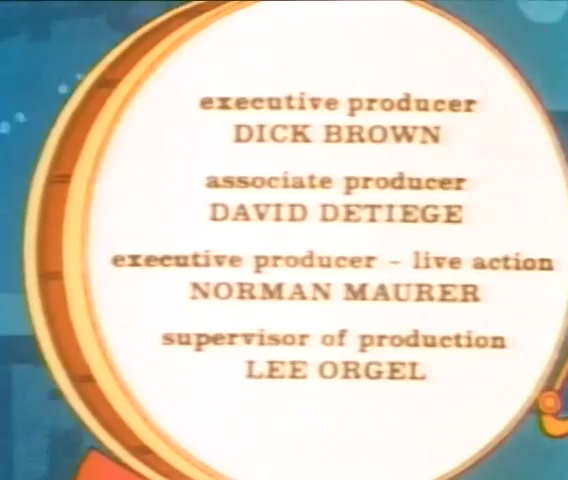 executive producer
DICK BROWN
associate producer
DAVID DETIEGE
executive producer - live action
NORMAN MAURER
supervisor of production
LEE ORGEL